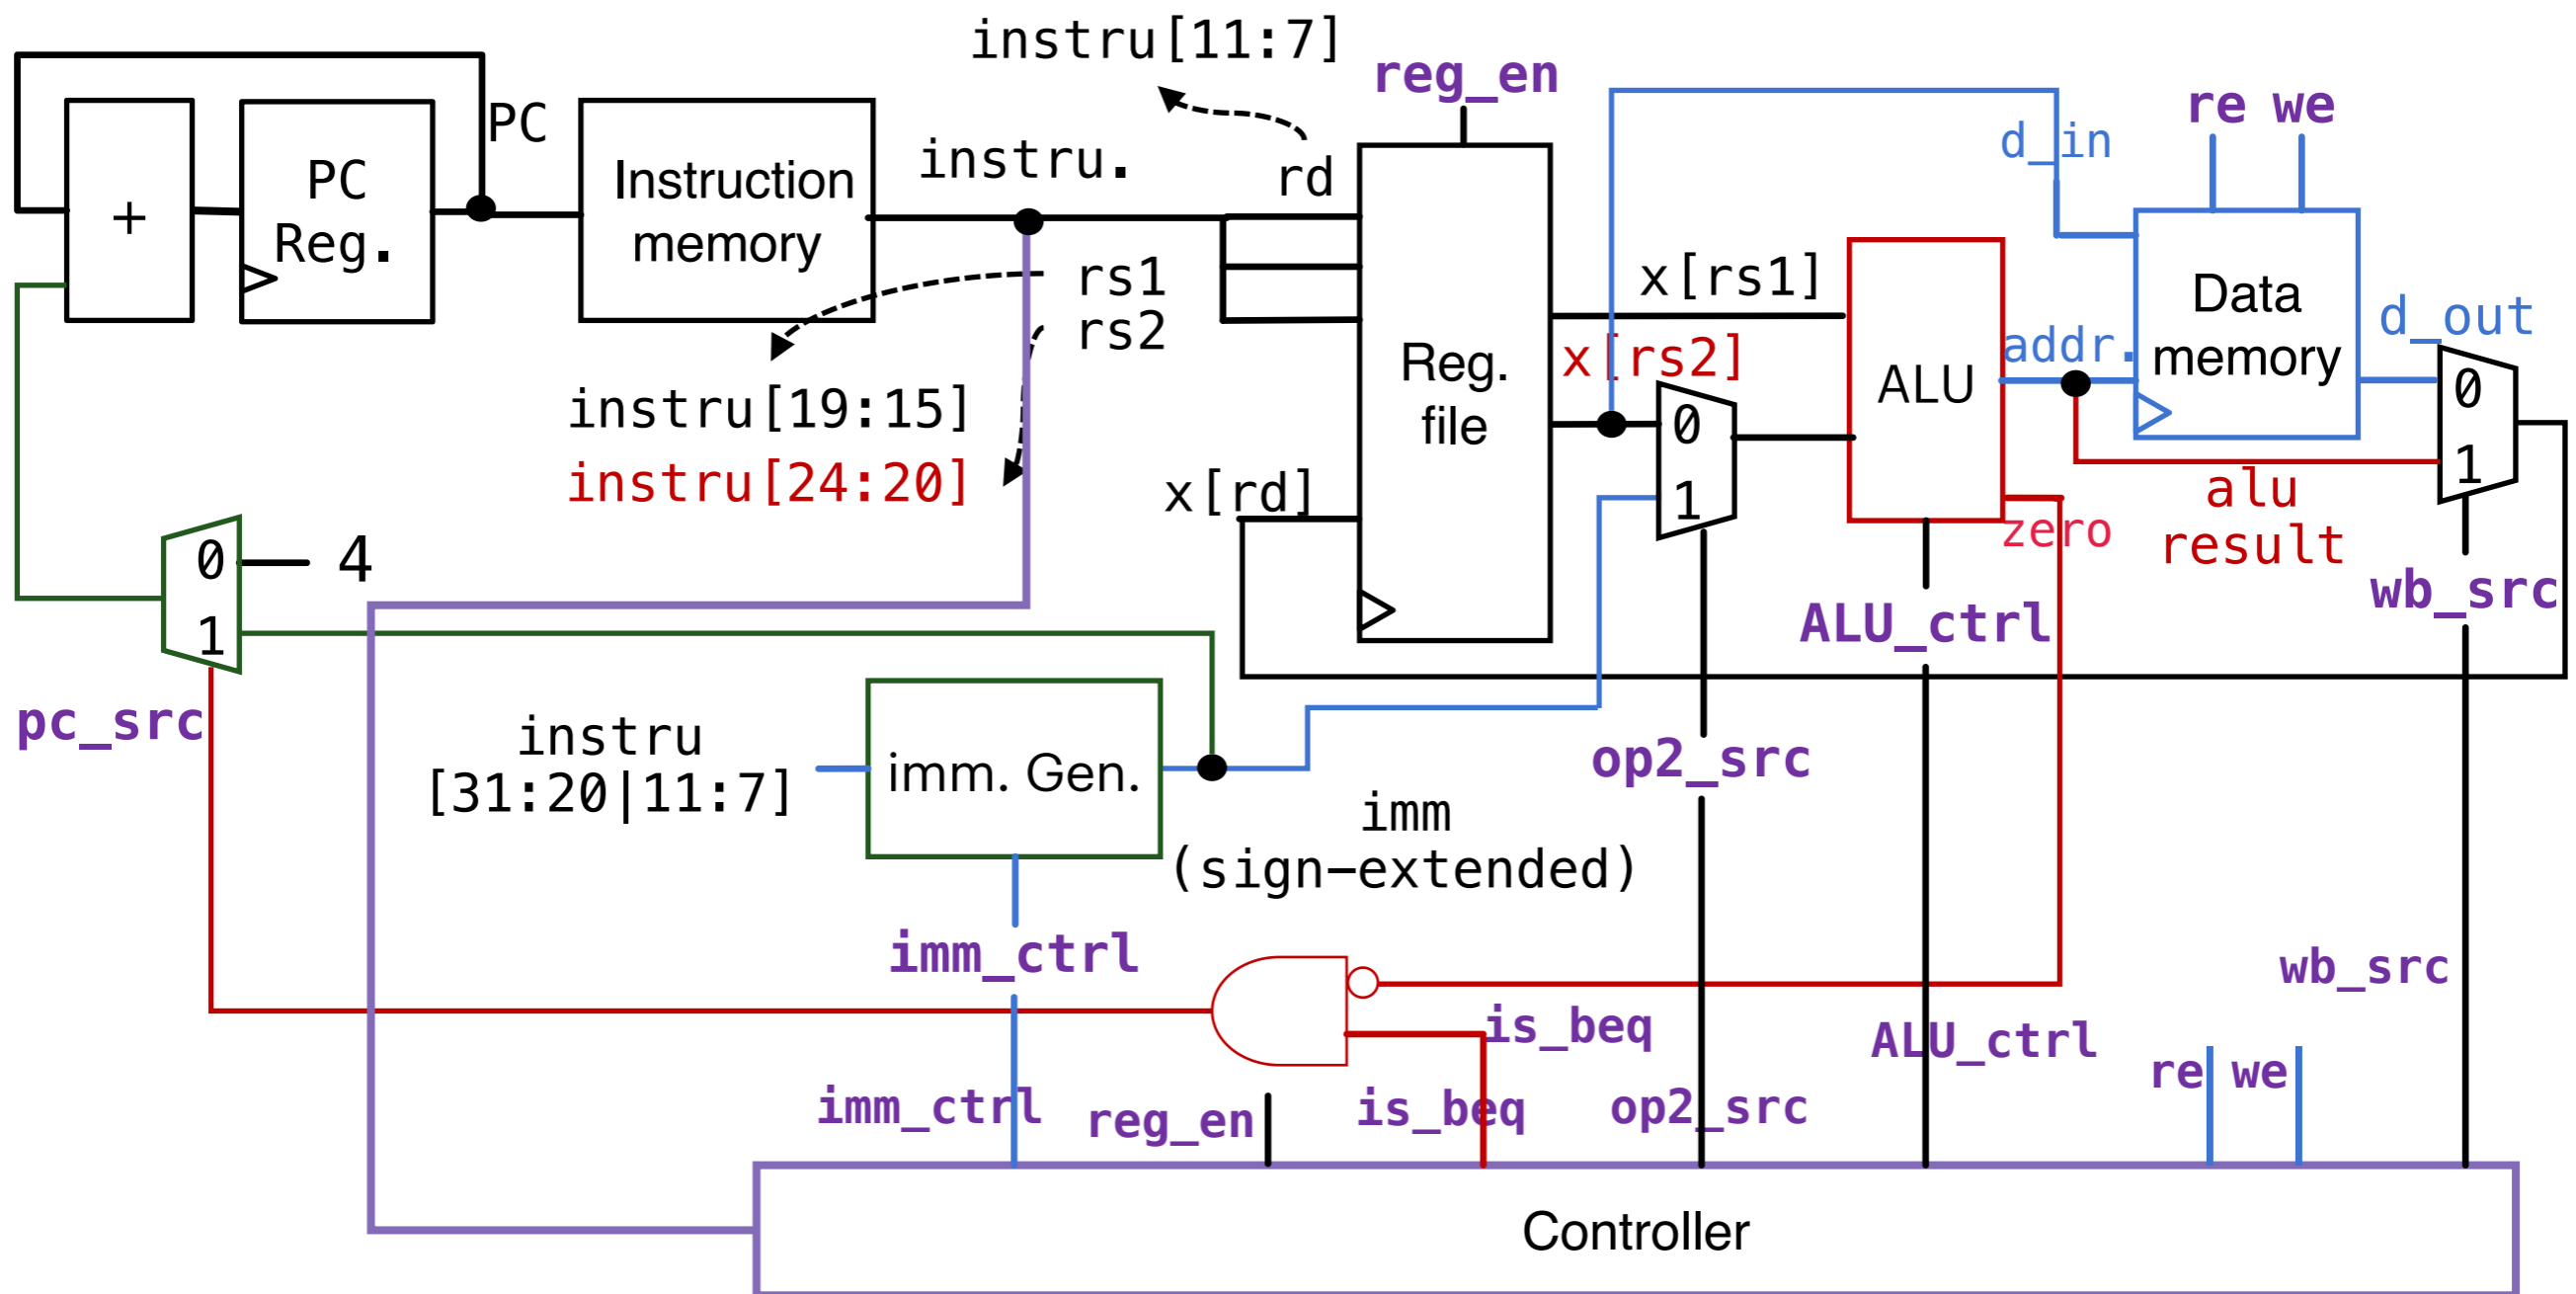 instru[11:7]
reg_en
re we
PC
d_in
instru.
rd
PC
Reg.
+
Instruction
memory
rs1
rs2
x[rs1]
Data
memory
d_out
addr.
x[rs2]
Reg.
file
ALU
0
1
0
1
instru[19:15]
instru[24:20]
x[rd]
zero
alu
result
0
1
4
wb_src
ALU_ctrl
pc_src
instru
[31:20|11:7]
imm. Gen.
op2_src
imm
(sign-extended)
imm_ctrl
wb_src
is_beq
ALU_ctrl
re we
imm_ctrl
reg_en
is_beq
op2_src
Controller